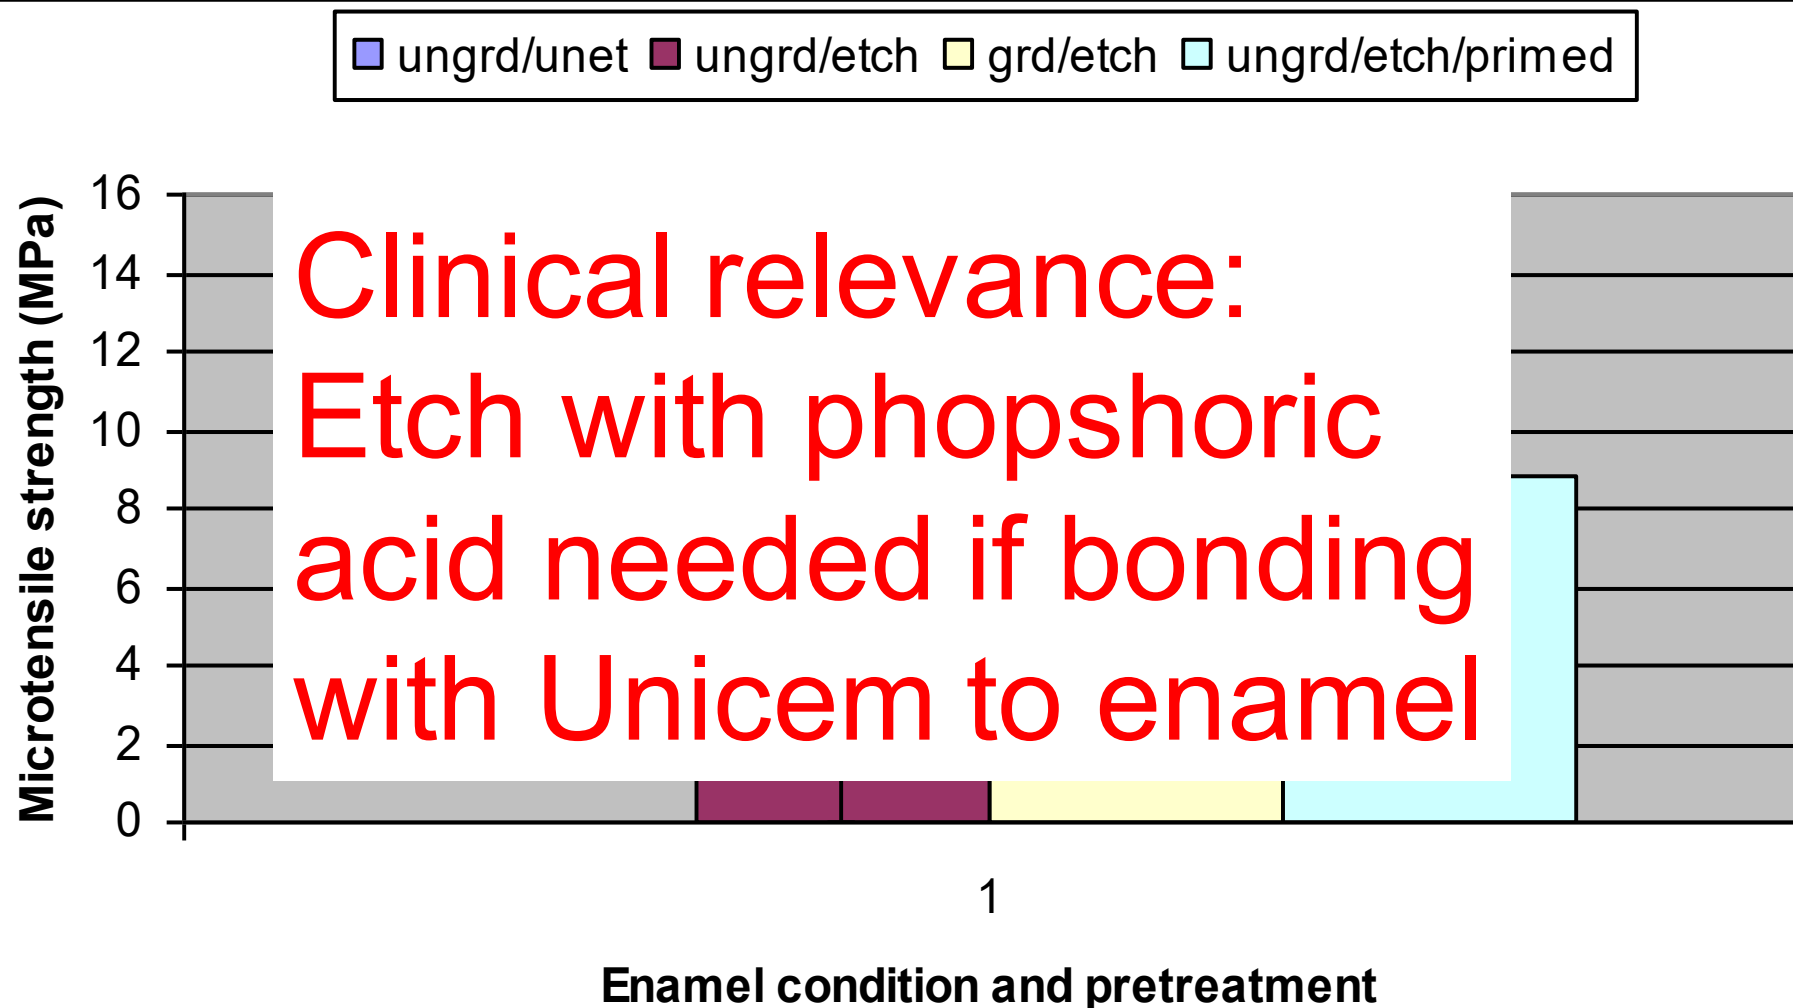 ungrd/unet ungrd/etch grd/etch ungrd/etch/primed
Microtensile strength (MPa)
16
14
12
10
8
6
4
2
0
Clinical relevance:
Etch with phopshoric
acid needed if bonding
with Unicem to enamel
1
Enamel condition and pretreatment